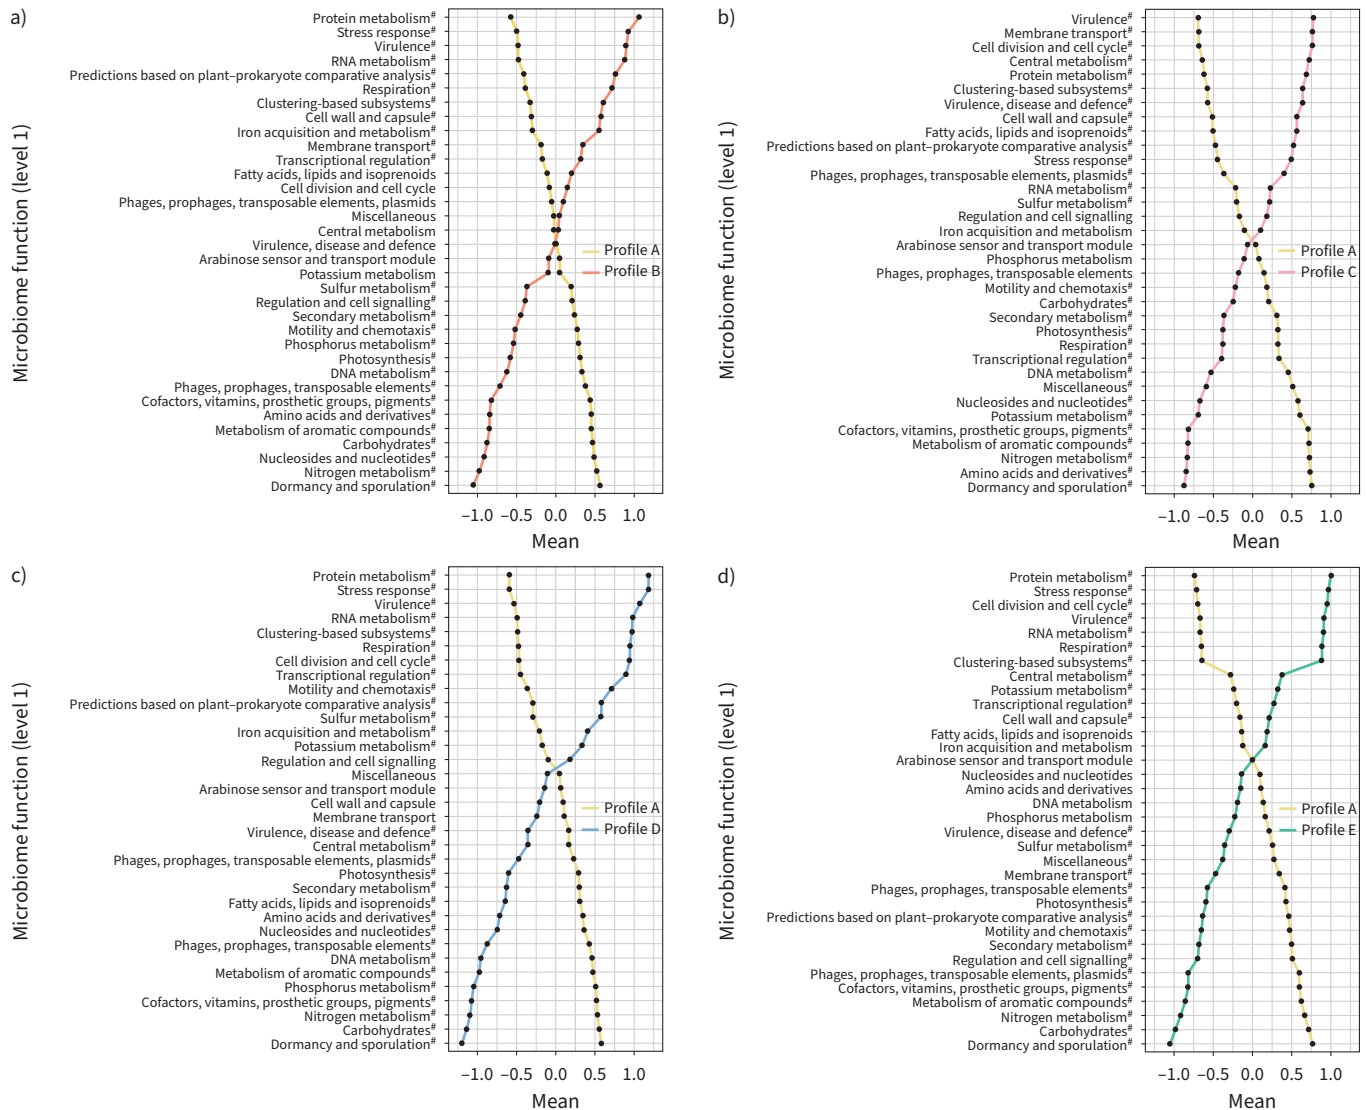 a)
Microbiome function (level 1)
Protein metabolism#
Stress response#
Virulence#
RNA metabolism#
Predictions based on plant–prokaryote comparative analysis#
Respiration#
Clustering-based subsystems#
Cell wall and capsule#
Iron acquisition and metabolism#
Membrane transport#
Transcriptional regulation#
Fatty acids, lipids and isoprenoids
Cell division and cell cycle
Phages, prophages, transposable elements, plasmids
Miscellaneous
Central metabolism
Virulence, disease and defence
Arabinose sensor and transport module
Potassium metabolism
Sulfur metabolism#
Regulation and cell signalling#
Secondary metabolism#
Motility and chemotaxis#
Phosphorus metabolism#
Photosynthesis#
DNA metabolism#
Phages, prophages, transposable elements#
Cofactors, vitamins, prosthetic groups, pigments#
Amino acids and derivatives#
Metabolism of aromatic compounds#
Carbohydrates#
Nucleosides and nucleotides#
Nitrogen metabolism#
Dormancy and sporulation#
Profile A
Profile B
–1.0 –0.5 0.0 0.5 1.0
Mean
b)
Microbiome function (level 1)
Virulence#
Membrane transport#
Cell division and cell cycle#
Central metabolism#
Protein metabolism#
Clustering-based subsystems#
Virulence, disease and defence#
Cell wall and capsule#
Fatty acids, lipids and isoprenoids#
Predictions based on plant–prokaryote comparative analysis#
Stress response#
Phages, prophages, transposable elements, plasmids#
RNA metabolism#
Sulfur metabolism#
Regulation and cell signalling
Iron acquisition and metabolism
Arabinose sensor and transport module
Phosphorus metabolism
Phages, prophages, transposable elements
Motility and chemotaxis#
Carbohydrates#
Secondary metabolism#
Photosynthesis#
Respiration#
Transcriptional regulation#
DNA metabolism#
Miscellaneous#
Nucleosides and nucleotides#
Potassium metabolism#
Cofactors, vitamins, prosthetic groups, pigments#
Metabolism of aromatic compounds#
Nitrogen metabolism#
Amino acids and derivatives#
Dormancy and sporulation#
Profile A
Profile C
–1.0 –0.5 0.0 0.5 1.0
Mean
c)
Microbiome function (level 1)
Protein metabolism#
Stress response#
Virulence#
RNA metabolism#
Clustering-based subsystems#
Respiration#
Cell division and cell cycle#
Transcriptional regulation#
Motility and chemotaxis#
Predictions based on plant–prokaryote comparative analysis#
Sulfur metabolism#
Iron acquisition and metabolism#
Potassium metabolism#
Regulation and cell signalling
Miscellaneous
Arabinose sensor and transport module
Cell wall and capsule
Membrane transport
Virulence, disease and defence#
Central metabolism#
Phages, prophages, transposable elements, plasmids#
Photosynthesis#
Secondary metabolism#
Fatty acids, lipids and isoprenoids#
Amino acids and derivatives#
Nucleosides and nucleotides#
Phages, prophages, transposable elements#
DNA metabolism#
Metabolism of aromatic compounds#
Phosphorus metabolism#
Cofactors, vitamins, prosthetic groups, pigments#
Nitrogen metabolism#
Carbohydrates#
Dormancy and sporulation#
Profile A
Profile D
–1.0 –0.5 0.0 0.5 1.0
Mean
d)
Microbiome function (level 1)
Protein metabolism#
Stress response#
Cell division and cell cycle#
Virulence#
RNA metabolism#
Respiration#
Clustering-based subsystems#
Central metabolism#
Potassium metabolism#
Transcriptional regulation#
Cell wall and capsule#
Fatty acids, lipids and isoprenoids
Iron acquisition and metabolism
Arabinose sensor and transport module
Nucleosides and nucleotides
Amino acids and derivatives
DNA metabolism
Phosphorus metabolism
Virulence, disease and defence#
Sulfur metabolism#
Miscellaneous#
Membrane transport#
Phages, prophages, transposable elements#
Photosynthesis#
Predictions based on plant–prokaryote comparative analysis#
Motility and chemotaxis#
Secondary metabolism#
Regulation and cell signalling#
Phages, prophages, transposable elements, plasmids#
Cofactors, vitamins, prosthetic groups, pigments#
Metabolism of aromatic compounds#
Nitrogen metabolism#
Carbohydrates#
Dormancy and sporulation#
Profile A
Profile E
–1.0 –0.5 0.0 0.5 1.0
Mean